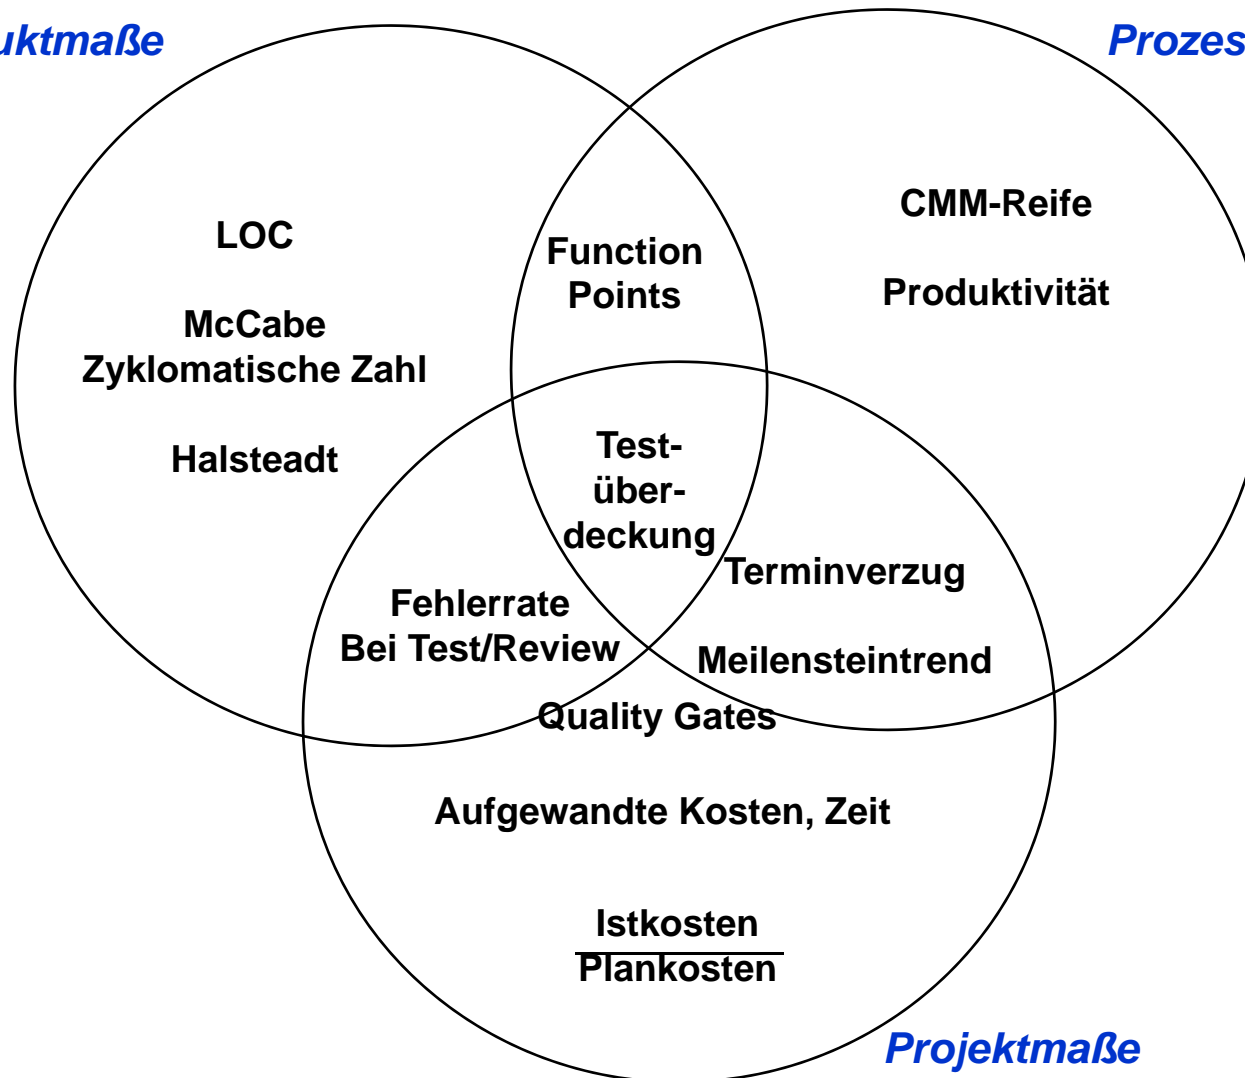 uktmaße
Prozes
LOC
McCabe
Zyklomatische Zahl
Halsteadt
Function
Points
CMM-Reife
Produktivität
Test-
über-
deckung
Fehlerrate
Bei Test/Review
Terminverzug
Meilensteintrend
Quality Gates
Aufgewandte Kosten, Zeit
Istkosten
Plankosten
Projektmaße